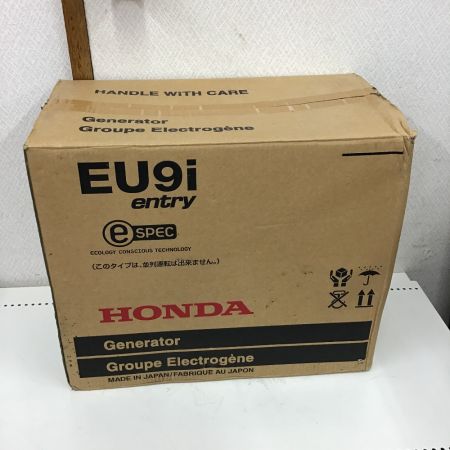 HANDLE WITH CARE
Generator
Groupe Electrogène
EU9i
entry
e SPEC
ECOLOGY CONSCIOUS TECHNOLOGY
(このタイプは、並列運転は出来ません。)
HONDA
Generator
Groupe Electrogène
MADE IN JAPAN/FABRIQUE AU JAPON